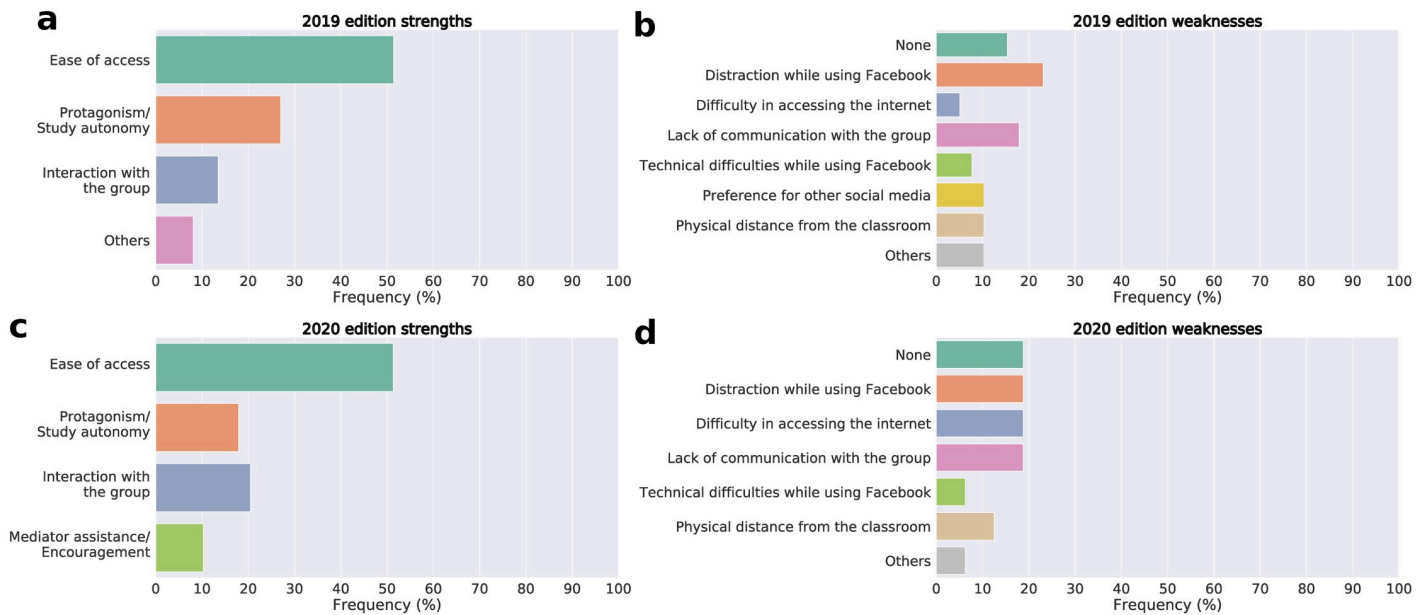 a
2019 edition strengths
Ease of access
Protagonism/
Study autonomy
Interaction with
the group
Others
0 10 20 30 40 50 60 70 80 90 100
Frequency (%)
b
2019 edition weaknesses
None
Distraction while using Facebook
Difficulty in accessing the internet
Lack of communication with the group
Technical difficulties while using Facebook
Preference for other social media
Physical distance from the classroom
Others
0 10 20 30 40 50 60 70 80 90 100
Frequency (%)
c
2020 edition strengths
Ease of access
Protagonism/
Study autonomy
Interaction with
the group
Mediator assistance/
Encouragement
0 10 20 30 40 50 60 70 80 90 100
Frequency (%)
d
2020 edition weaknesses
None
Distraction while using Facebook
Difficulty in accessing the internet
Lack of communication with the group
Technical difficulties while using Facebook
Physical distance from the classroom
Others
0 10 20 30 40 50 60 70 80 90 100
Frequency (%)